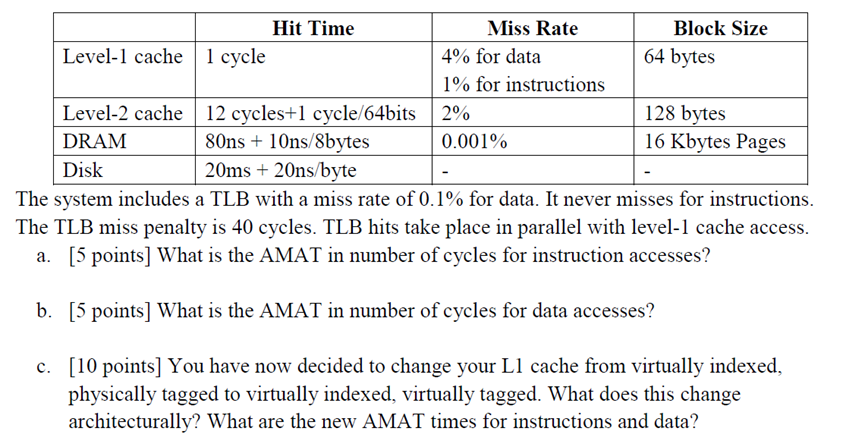 Hit Time Miss Rate Block Size
Level-1 cache 1 cycle 4% for data 64 bytes
1% for instructions
Level-2 cache 12 cycles+1 cycle/64bits 2% 128 bytes
DRAM 80ns + 10ns/8bytes 0.001% 16 Kbytes Pages
Disk 20ms + 20ns/byte - -
The system includes a TLB with a miss rate of 0.1% for data. It never misses for instructions.
The TLB miss penalty is 40 cycles. TLB hits take place in parallel with level-1 cache access.
a. [5 points] What is the AMAT in number of cycles for instruction accesses?
b. [5 points] What is the AMAT in number of cycles for data accesses?
c. [10 points] You have now decided to change your L1 cache from virtually indexed,
physically tagged to virtually indexed, virtually tagged. What does this change
architecturally? What are the new AMAT times for instructions and data?